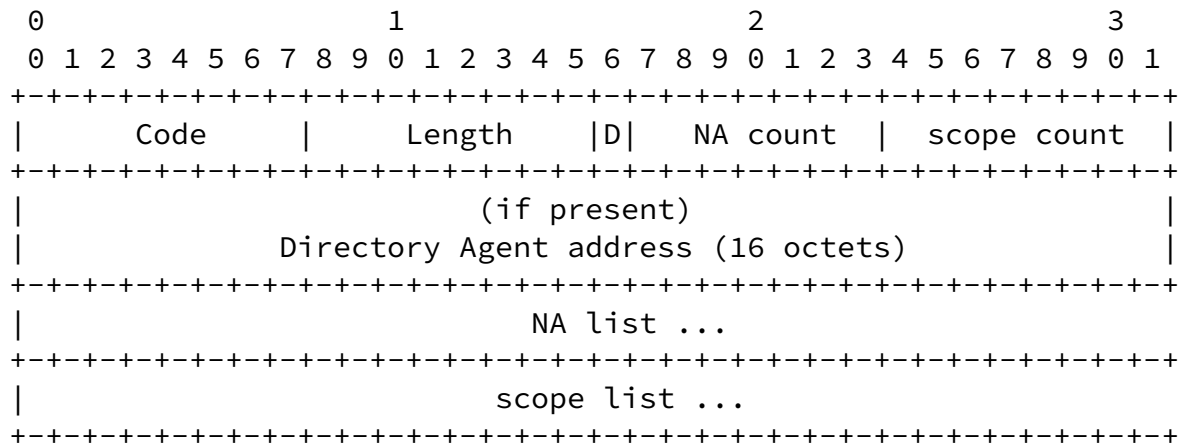 0                   1                   2                   3
 0 1 2 3 4 5 6 7 8 9 0 1 2 3 4 5 6 7 8 9 0 1 2 3 4 5 6 7 8 9 0 1
+-+-+-+-+-+-+-+-+-+-+-+-+-+-+-+-+-+-+-+-+-+-+-+-+-+-+-+-+-+-+-+-+
|      Code     |     Length    |D|   NA count  |  scope count  |
+-+-+-+-+-+-+-+-+-+-+-+-+-+-+-+-+-+-+-+-+-+-+-+-+-+-+-+-+-+-+-+-+
|                         (if present)                          |
|              Directory Agent address (16 octets)              |
+-+-+-+-+-+-+-+-+-+-+-+-+-+-+-+-+-+-+-+-+-+-+-+-+-+-+-+-+-+-+-+-+
|                            NA list ...
+-+-+-+-+-+-+-+-+-+-+-+-+-+-+-+-+-+-+-+-+-+-+-+-+-+-+-+-+-+-+-+-+
|                          scope list ...
+-+-+-+-+-+-+-+-+-+-+-+-+-+-+-+-+-+-+-+-+-+-+-+-+-+-+-+-+-+-+-+-+